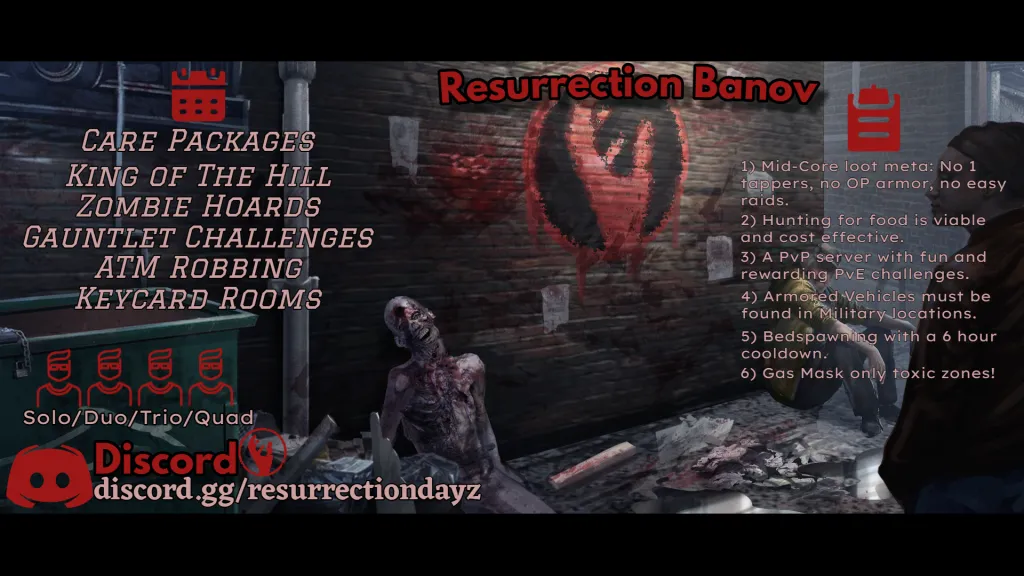 Resurrection Banov
Care Packages
King of The Hill
Zombie Hoards
Gauntlet Challenges
ATM Robbing
Keycard Rooms
Solo/Duo/Trio/Quad
Discord
discord.gg/resurrectiondayz
1) Mid-Core loot meta: No 1
tappers, no OP armor, no easy
raids.
2) Hunting for food is viable
and cost effective.
3) A PvP server with fun and
rewarding PvE challenges.
4) Armored Vehicles must be
found in Military locations.
5) Bedspawning with a 6 hour
cooldown.
6) Gas Mask only toxic zones!